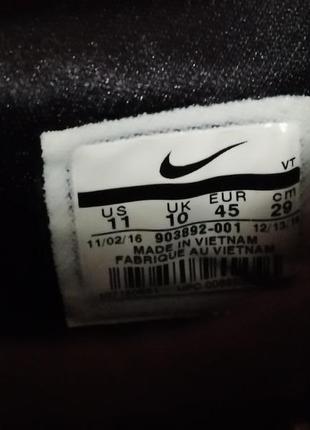 VT
US UK EUR cm
11 10 45 29
11/02/16 903892-001 12/13/16
MADE IN VIETNAM
FABRIQUE AU VIETNAM
UPC